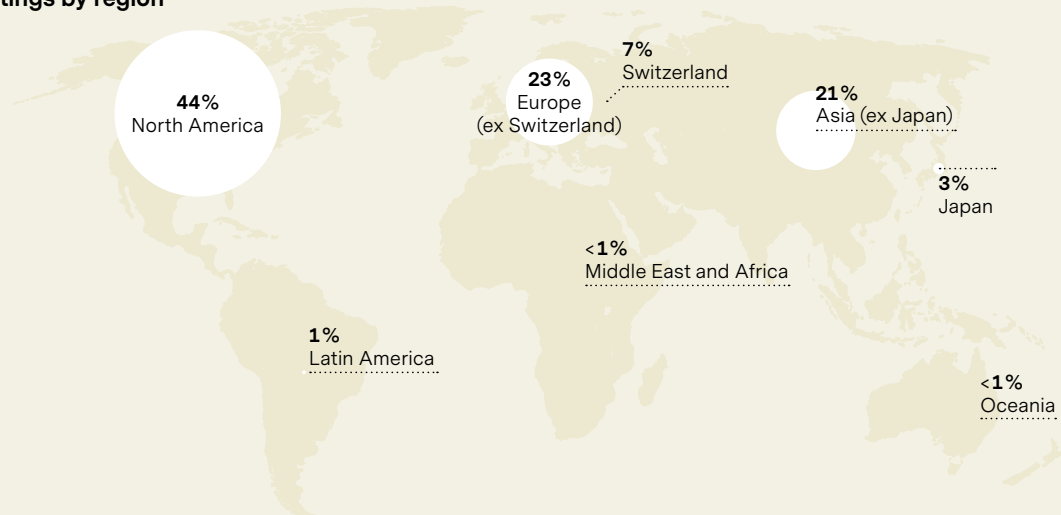 by region
44%
North America
23%
Europe
(ex Switzerland)
7%
Switzerland
21%
Asia (ex Japan)
3%
Japan
<1%
Middle East and Africa
1%
Latin America
<1%
Oceania